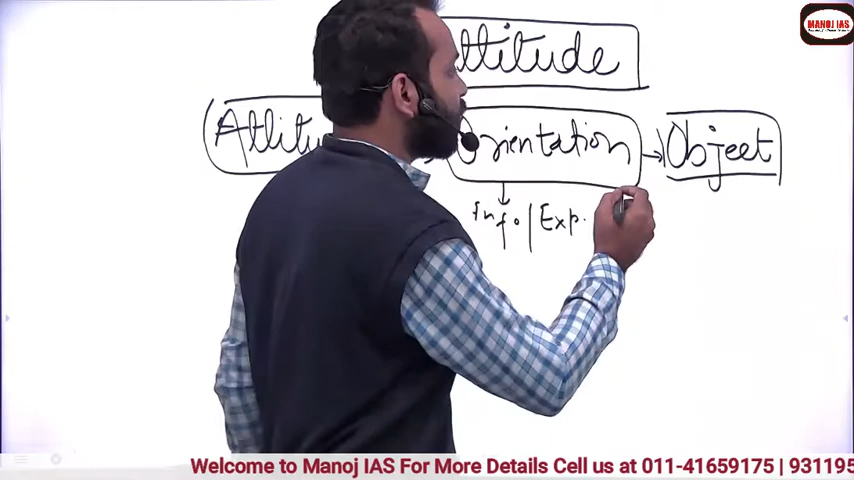 ttitude
Attitu Orientation Object
Info/Exp.
MANOJ IAS
Welcome to Manoj IAS For More Details Cell us at 011-41659175 | 931195